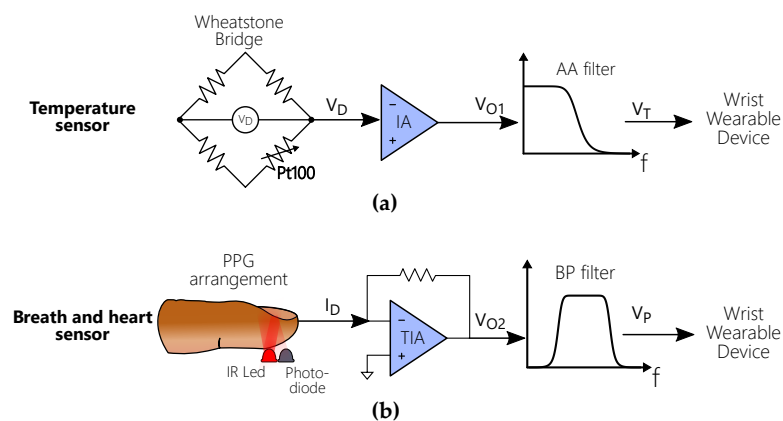 Wheatstone
Bridge
Temperature
sensor
V_D
V_D
−
IA
+
V_O1
AA filter
f
V_T
Wrist
Wearable
Device
Pt100
(a)
PPG
arrangement
Breath and heart
sensor
I_D
−
TIA
+
V_O2
BP filter
f
V_P
Wrist
Wearable
Device
IR Led
Photo-
diode
(b)